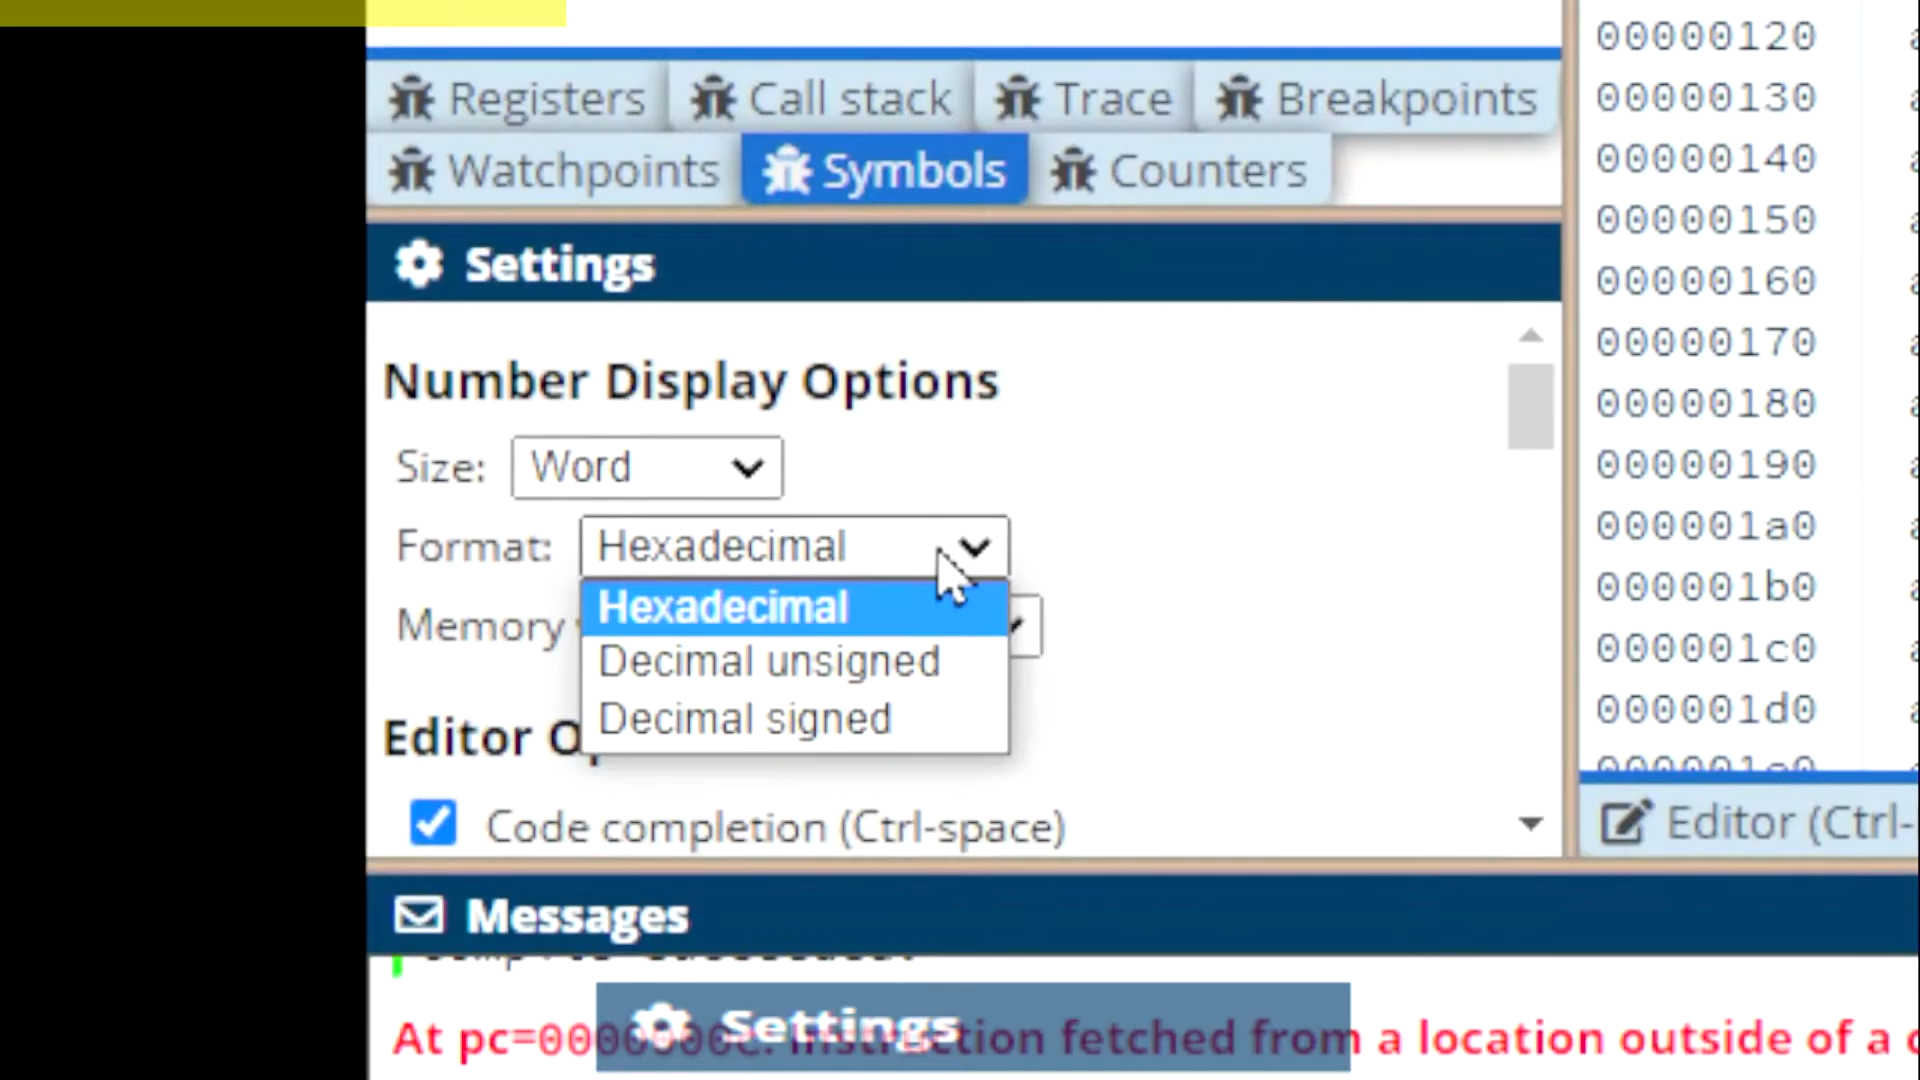 Registers Call stack Trace Breakpoints
Watchpoints Symbols Counters
Settings
Number Display Options
Size: Word
Format: Hexadecimal
Hexadecimal
Memory
Decimal unsigned
Decimal signed
Editor
Code completion (Ctrl-space)
Messages
Settings
At pc= instruction fetched from a location outside of a
00000120
00000130
00000140
00000150
00000160
00000170
00000180
00000190
000001a0
000001b0
000001c0
000001d0
Editor (Ctrl-